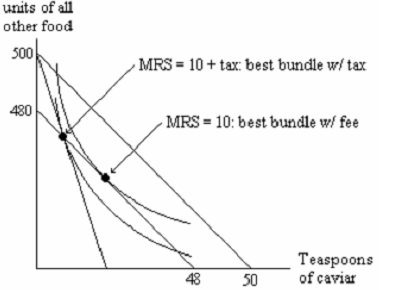 units of all
other food
500
MRS = 10 + tax: best bundle w/ tax
480
MRS = 10: best bundle w/ fee
Teaspoons
48 50 of caviar